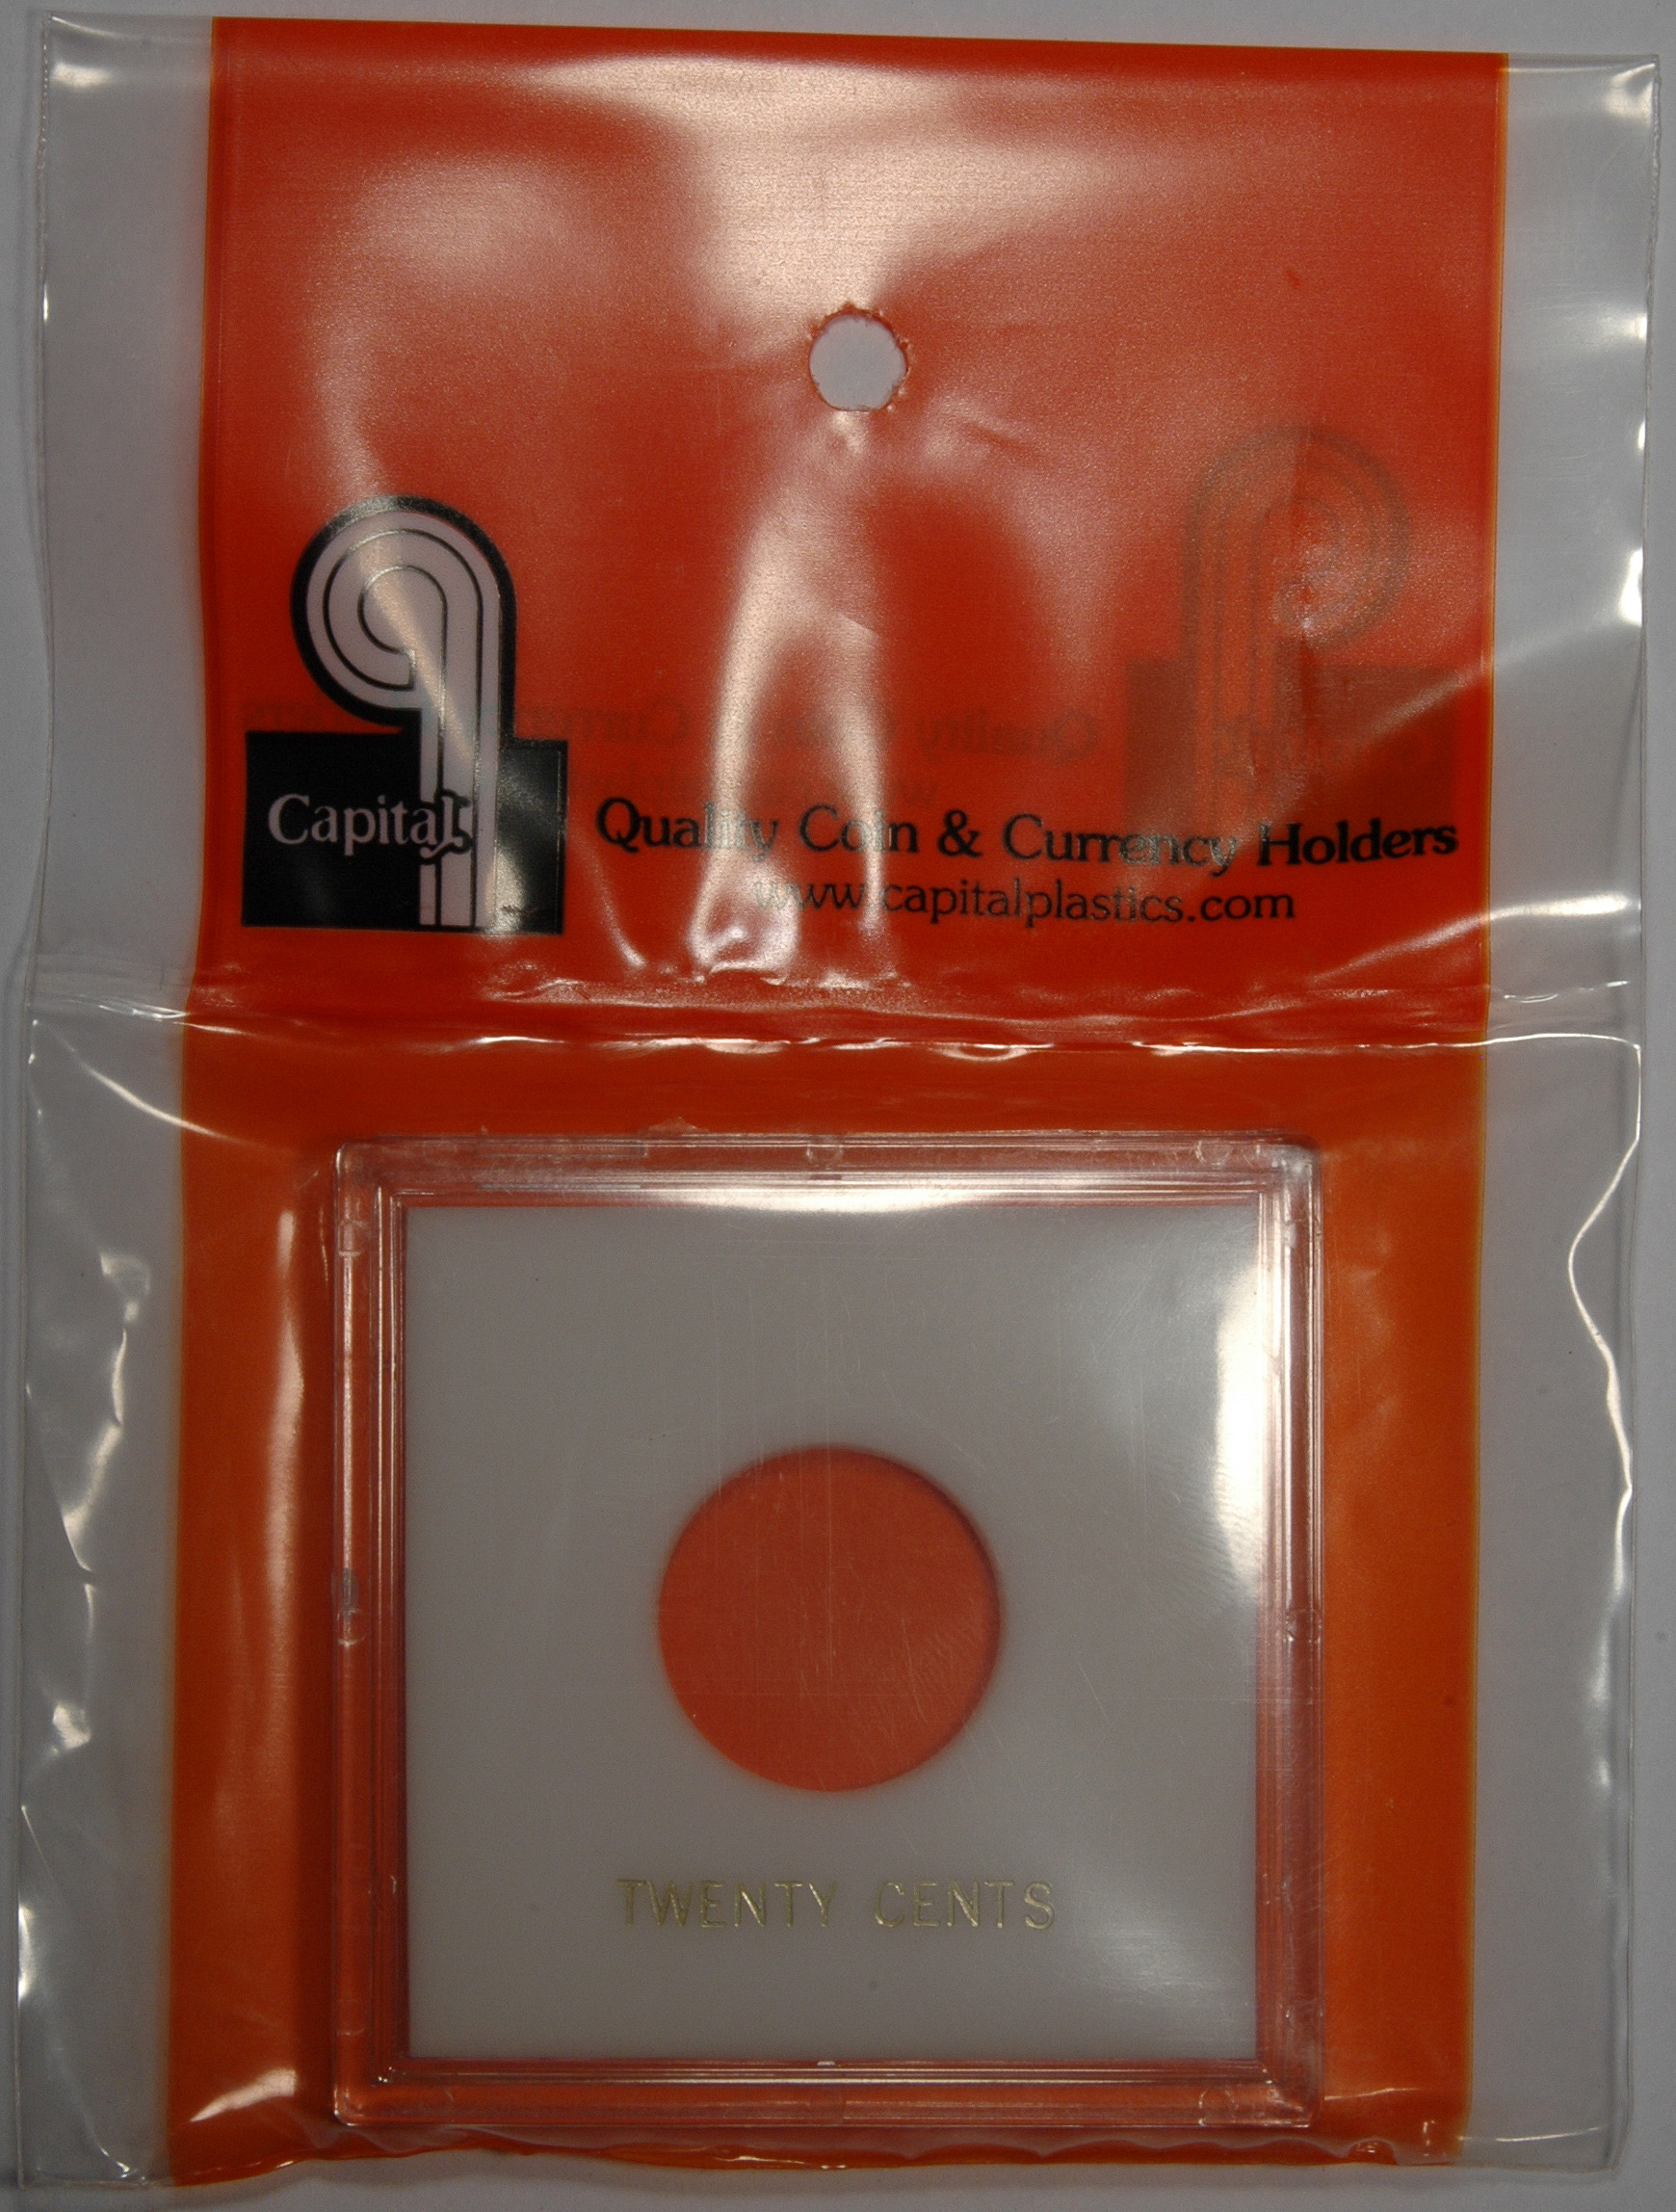 Capital
Quality Coin & Currency Holders
www.capitalplastics.com
TWENTY CENTS